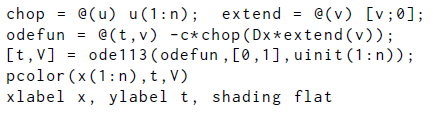 chop = @(u) u(1:n);  extend = @(v) [v;0];
odefun = @(t,v) -c*chop(Dx*extend(v));
[t,V] = ode113(odefun,[0,1],uinit(1:n));
pcolor(x(1:n),t,V)
xlabel x, ylabel t, shading flat